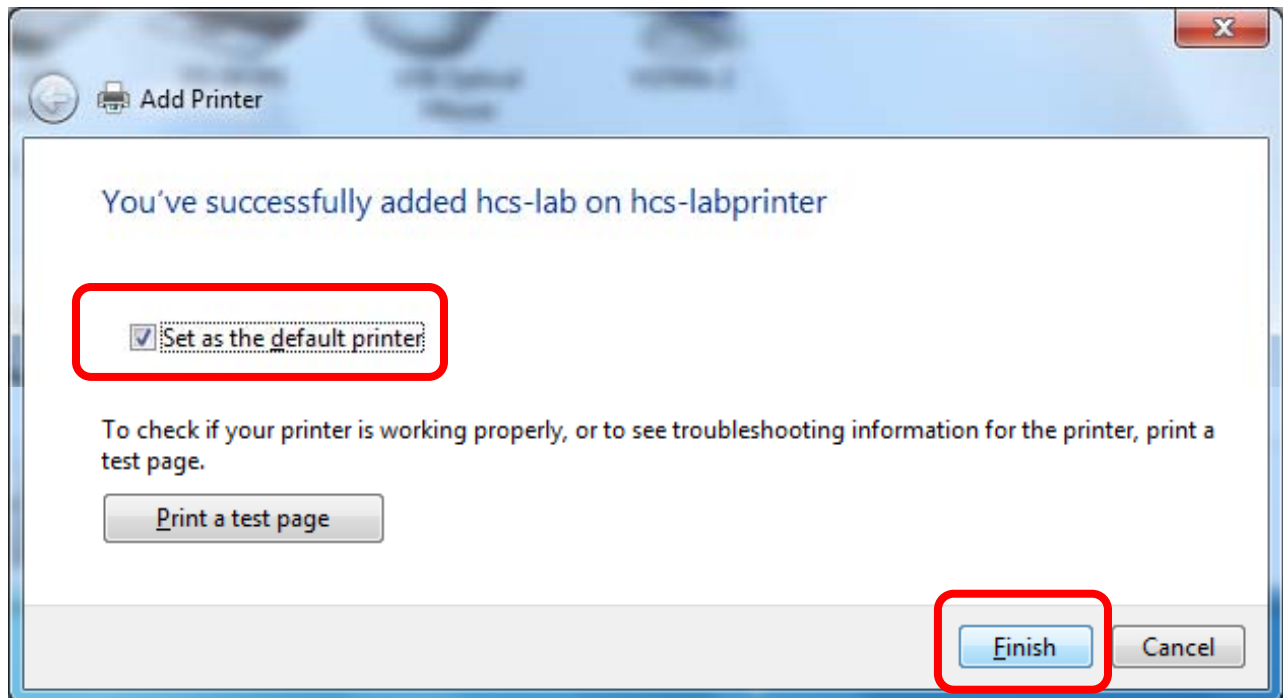 Add Printer
You've successfully added hcs-lab on hcs-labprinter
Set as the default printer
To check if your printer is working properly, or to see troubleshooting information for the printer, print a
test page.
Print a test page
Finish Cancel